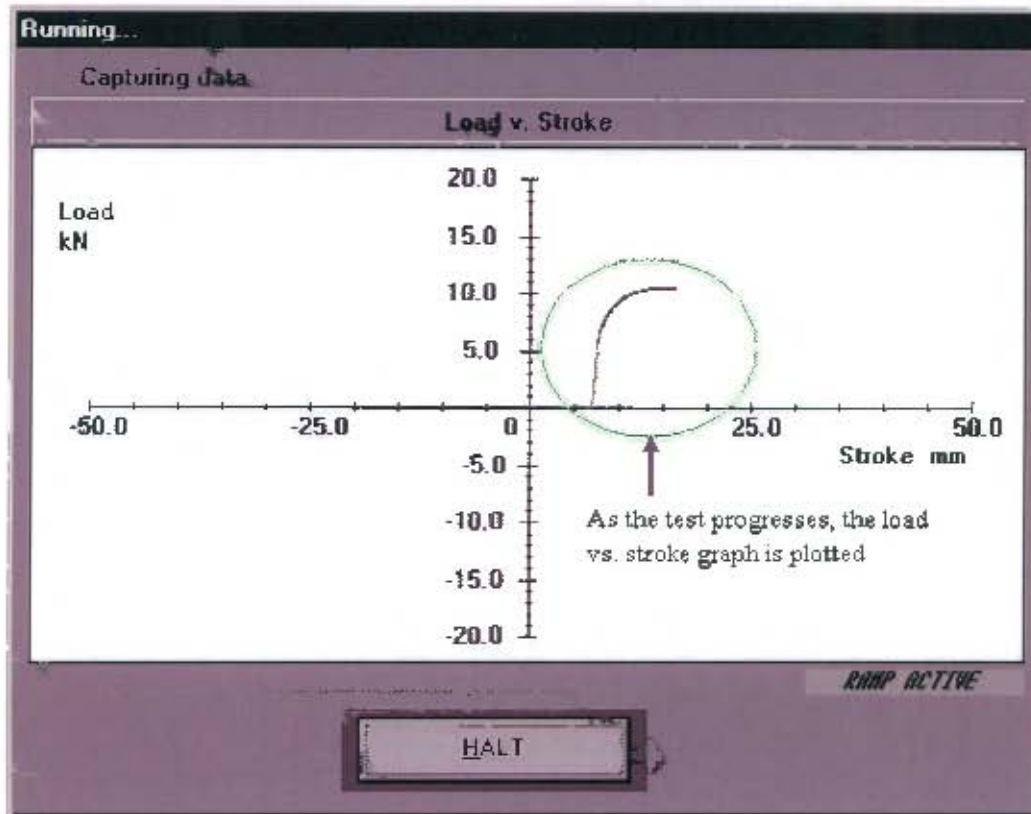 Running...
Capturing data.
Load v. Stroke
Load
kN
20.0
15.0
10.0
5.0
-50.0
-25.0
0
25.0
50.0
Stroke mm
-5.0
-10.0
-15.0
-20.0
As the test progresses, the load
vs. stroke graph is plotted
RAMP ACTIVE
HALT